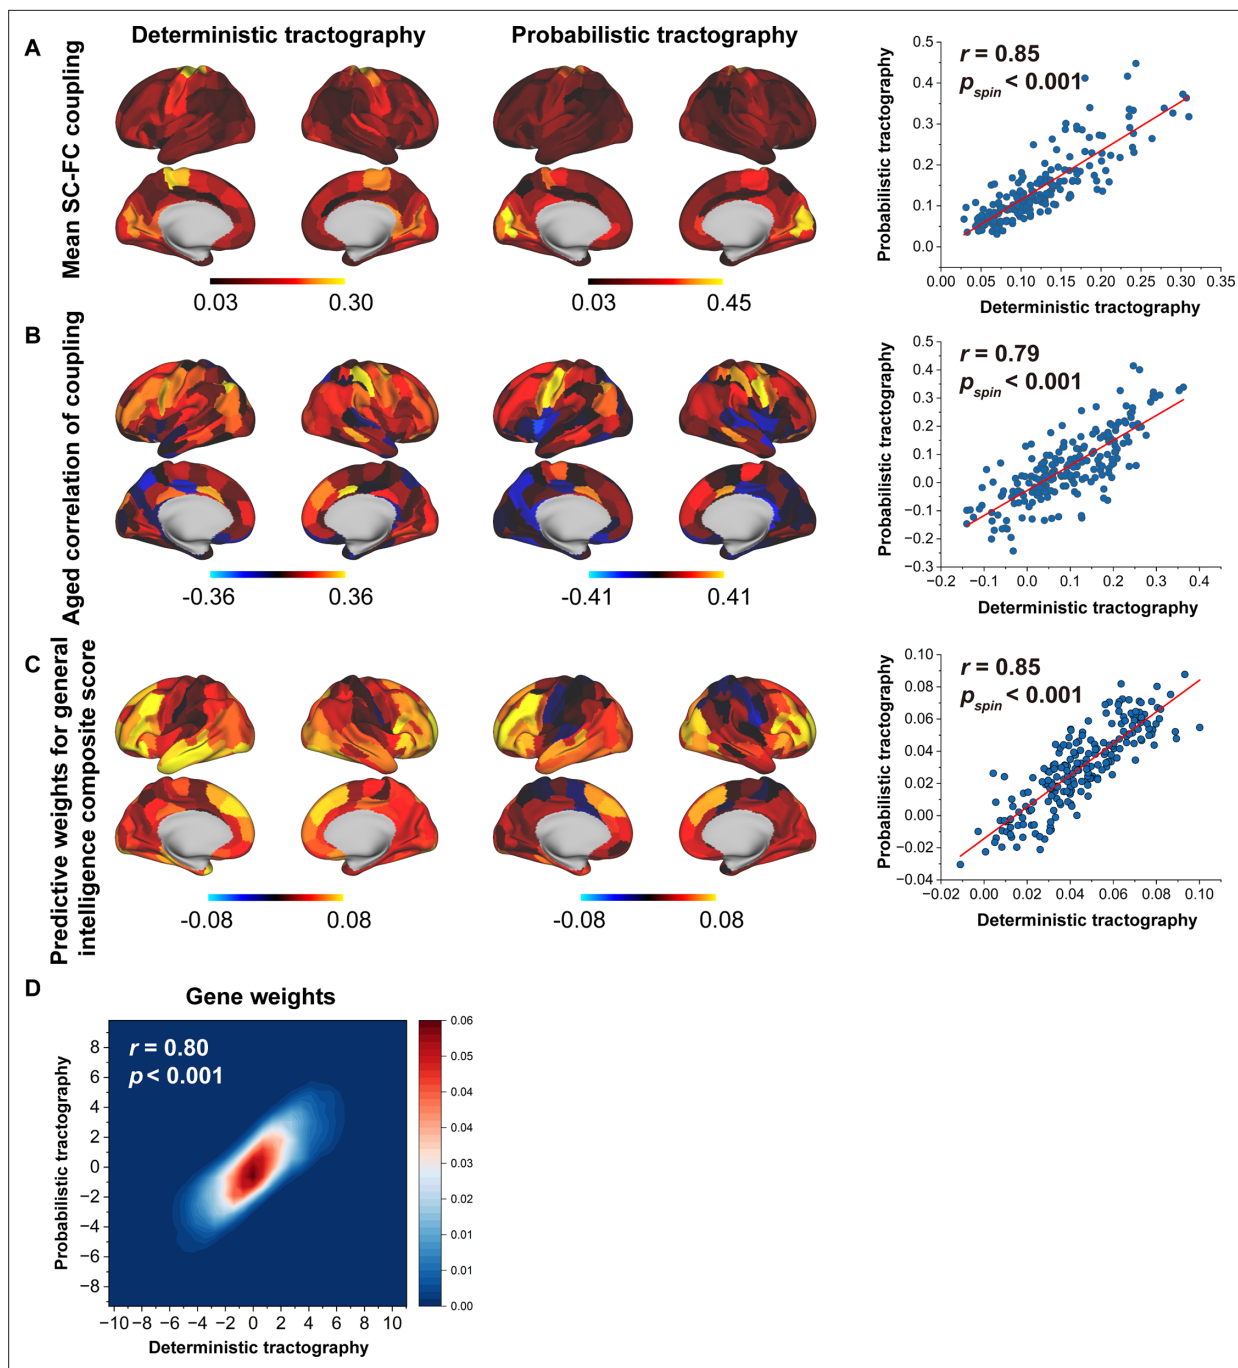 A
Deterministic tractography
Probabilistic tractography
Mean SC-FC coupling
0.03
0.30
0.03
0.45
Probabilistic tractography
0.5
0.4
0.3
0.2
0.1
0.0
r = 0.85
pspin < 0.001
0.00 0.05 0.10 0.15 0.20 0.25 0.30 0.35
Deterministic tractography
B
Aged correlation of coupling
-0.36
0.36
-0.41
0.41
Probabilistic tractography
0.5
0.4
0.3
0.2
0.1
0.0
−0.1
−0.2
−0.3
r = 0.79
pspin < 0.001
−0.2 −0.1 0.0 0.1 0.2 0.3 0.4
Deterministic tractography
C
Predictive weights for general
intelligence composite score
-0.08
0.08
-0.08
0.08
Probabilistic tractography
0.10
0.08
0.06
0.04
0.02
0.00
−0.02
−0.04
r = 0.85
pspin < 0.001
−0.02 0.00 0.02 0.04 0.06 0.08 0.10
Deterministic tractography
D
Gene weights
Probabilistic tractography
8
6
4
2
0
−2
−4
−6
−8
r = 0.80
p < 0.001
−10 −8 −6 −4 −2 0 2 4 6 8 10
Deterministic tractography
0.06
0.05
0.04
0.04
0.03
0.03
0.02
0.01
0.01
0.00